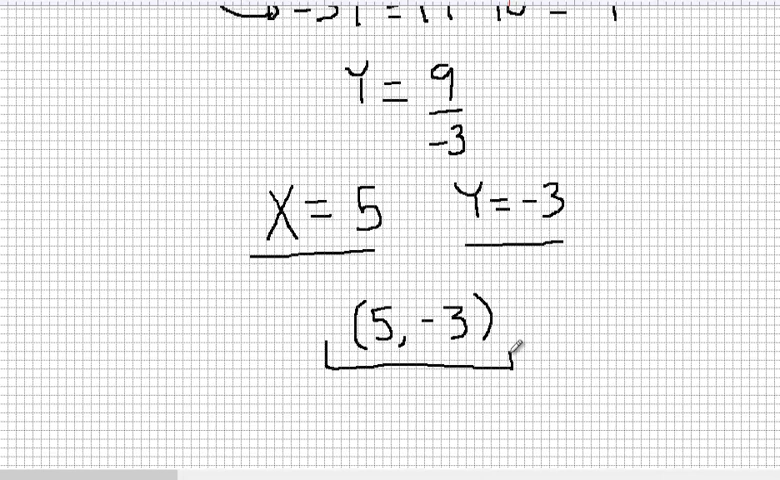 Y = 9
-3
X = 5 Y = -3
(5, -3)